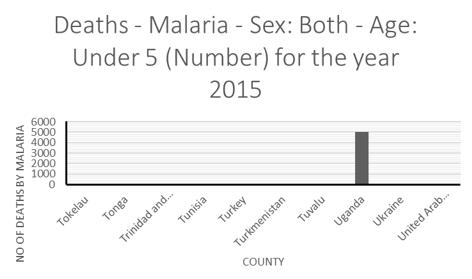 Deaths - Malaria - Sex: Both - Age:
Under 5 (Number) for the year
2015
NO OF DEATHS BY MALARIA
6000
5000
4000
3000
2000
1000
0
Tokelau
Tonga
Trinidad and...
Tunisia
Turkey
Turkmenistan
Tuvalu
Uganda
Ukraine
United Arab...
COUNTY